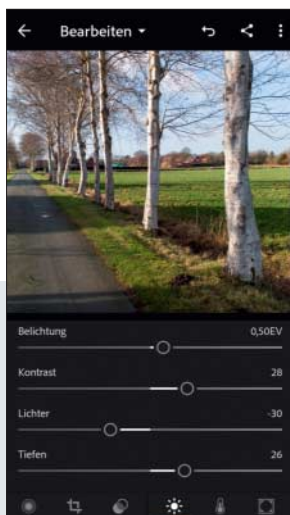 Bearbeiten
Belichtung 0,50EV
Kontrast 28
Lichter -30
Tiefen 26